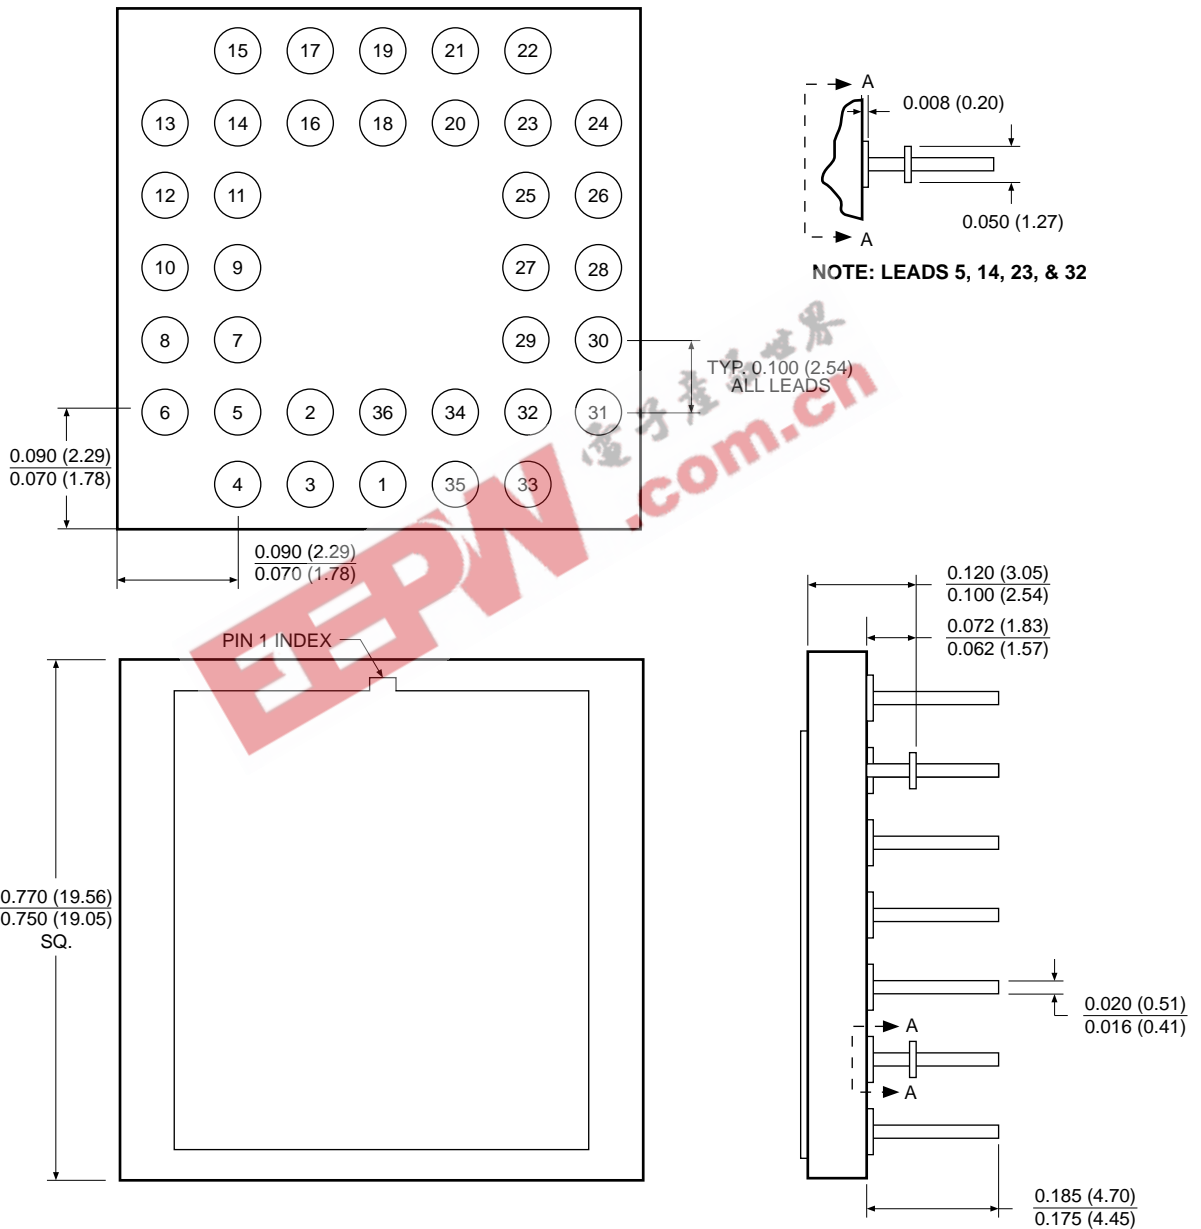 15 17 19 21 22
13 14 16 18 20 23 24
12 11 25 26
10 9 27 28
8 7 29 30
6 5 2 36 34 32 31
4 3 1 35 33
A
0.008 (0.20)
0.050 (1.27)
A
NOTE: LEADS 5, 14, 23, & 32
TYP. 0.100 (2.54)
ALL LEADS
0.090 (2.29)
0.070 (1.78)
0.090 (2.29)
0.070 (1.78)
電子產品世界
.com.cn
EEPW
0.120 (3.05)
0.100 (2.54)
0.072 (1.83)
0.062 (1.57)
PIN 1 INDEX
0.770 (19.56)
0.750 (19.05)
SQ.
0.020 (0.51)
0.016 (0.41)
A
A
0.185 (4.70)
0.175 (4.45)